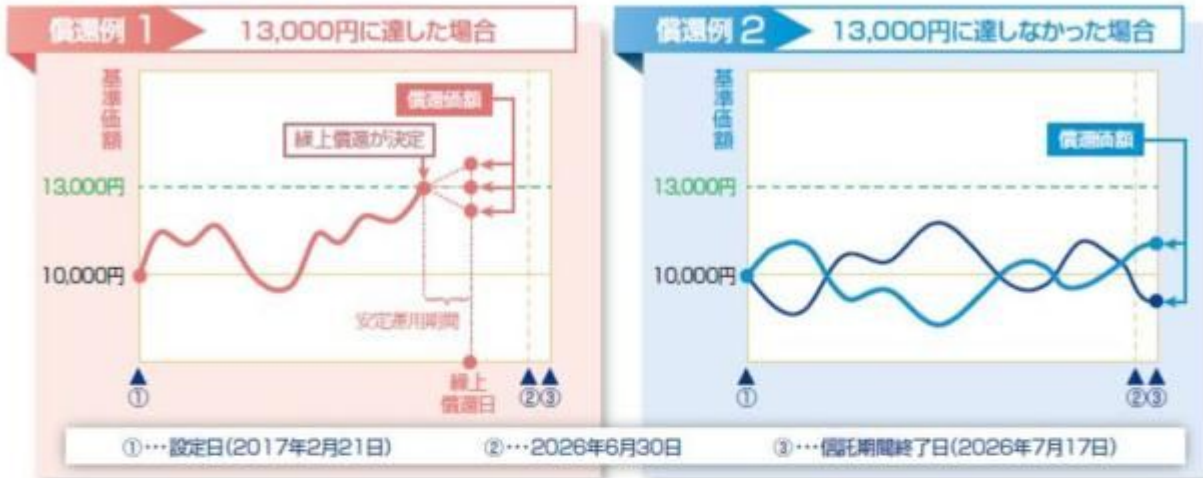 償還例1 13,000円に達した場合
基準価額
償還価額
繰上償還が決定
13,000円
10,000円
安定運用期間
繰上
償還日
① ②③
償還例2 13,000円に達しなかった場合
基準価額
償還価額
13,000円
10,000円
① ②③
①…設定日(2017年2月21日) ②…2026年6月30日 ③…信託期間終了日(2026年7月17日)